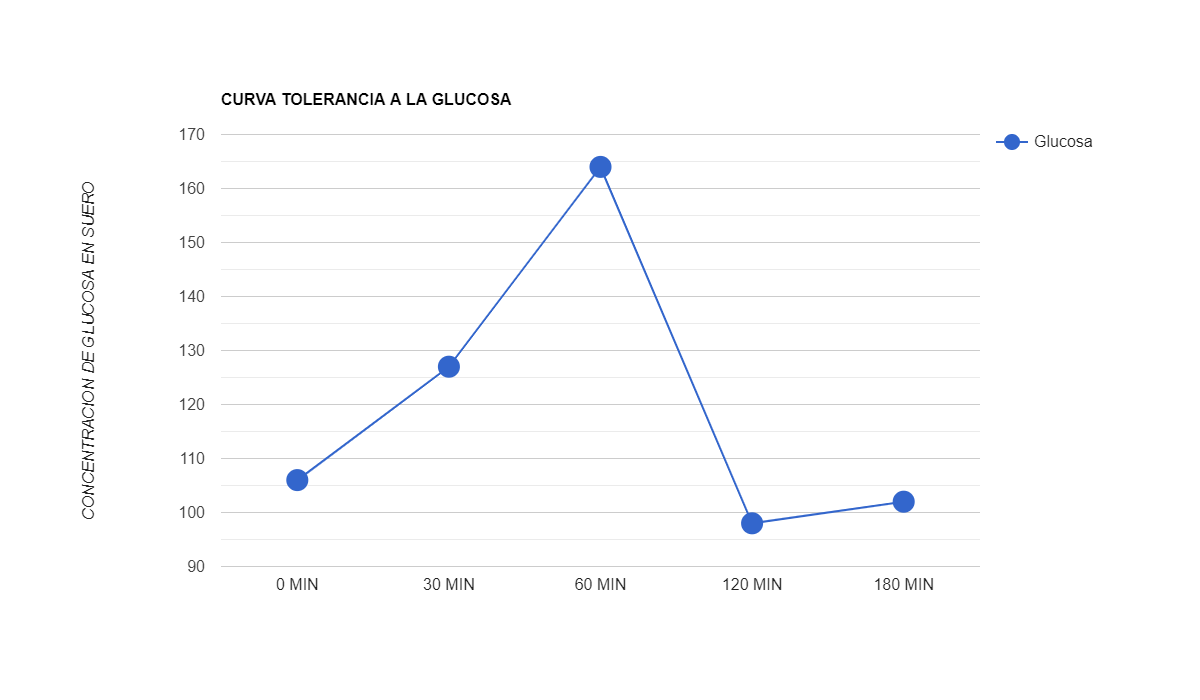 CURVA TOLERANCIA A LA GLUCOSA
Glucosa
CONCENTRACION DE GLUCOSA EN SUERO
170
160
150
140
130
120
110
100
90
0 MIN
30 MIN
60 MIN
120 MIN
180 MIN